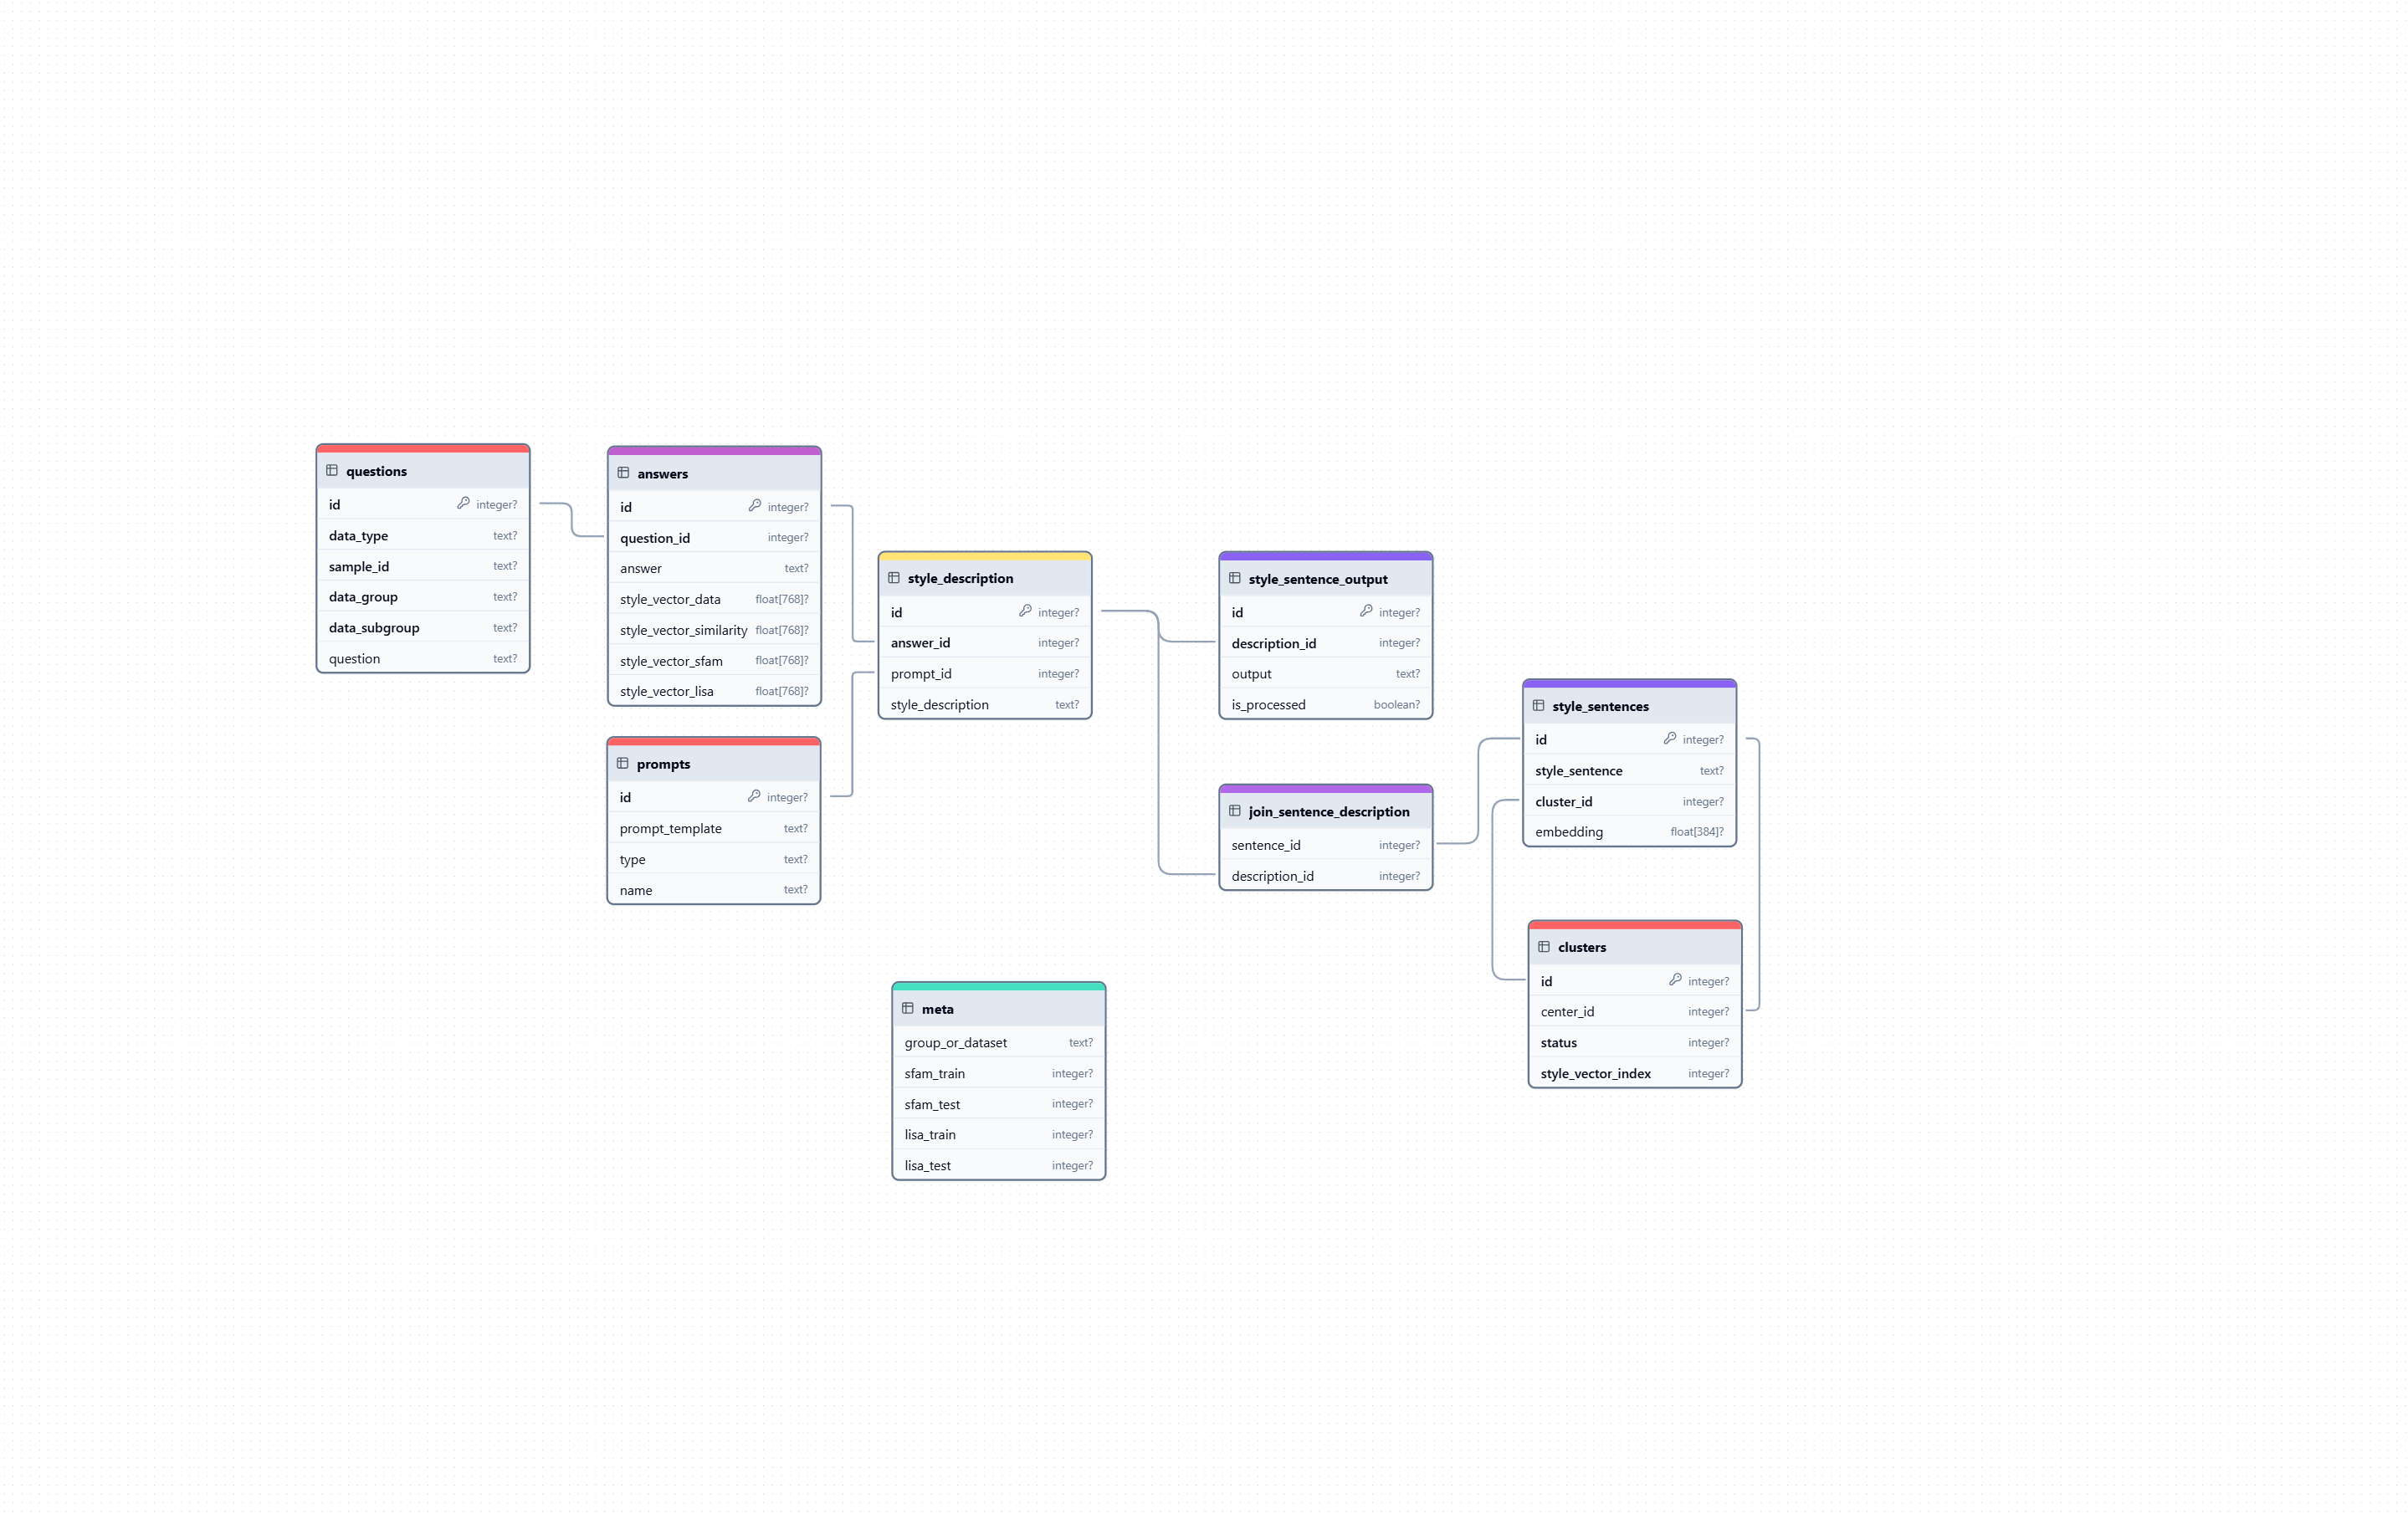 questions
id integer?
data_type text?
sample_id text?
data_group text?
data_subgroup text?
question text?
answers
id integer?
question_id integer?
answer text?
style_vector_data float[768]?
style_vector_similarity float[768]?
style_vector_sfam float[768]?
style_vector_lisa float[768]?
prompts
id integer?
prompt_template text?
type text?
name text?
style_description
id integer?
answer_id integer?
prompt_id integer?
style_description text?
meta
group_or_dataset text?
sfam_train integer?
sfam_test integer?
lisa_train integer?
lisa_test integer?
style_sentence_output
id integer?
description_id integer?
output text?
is_processed boolean?
join_sentence_description
sentence_id integer?
description_id integer?
style_sentences
id integer?
style_sentence text?
cluster_id integer?
embedding float[384]?
clusters
id integer?
center_id integer?
status integer?
style_vector_index integer?